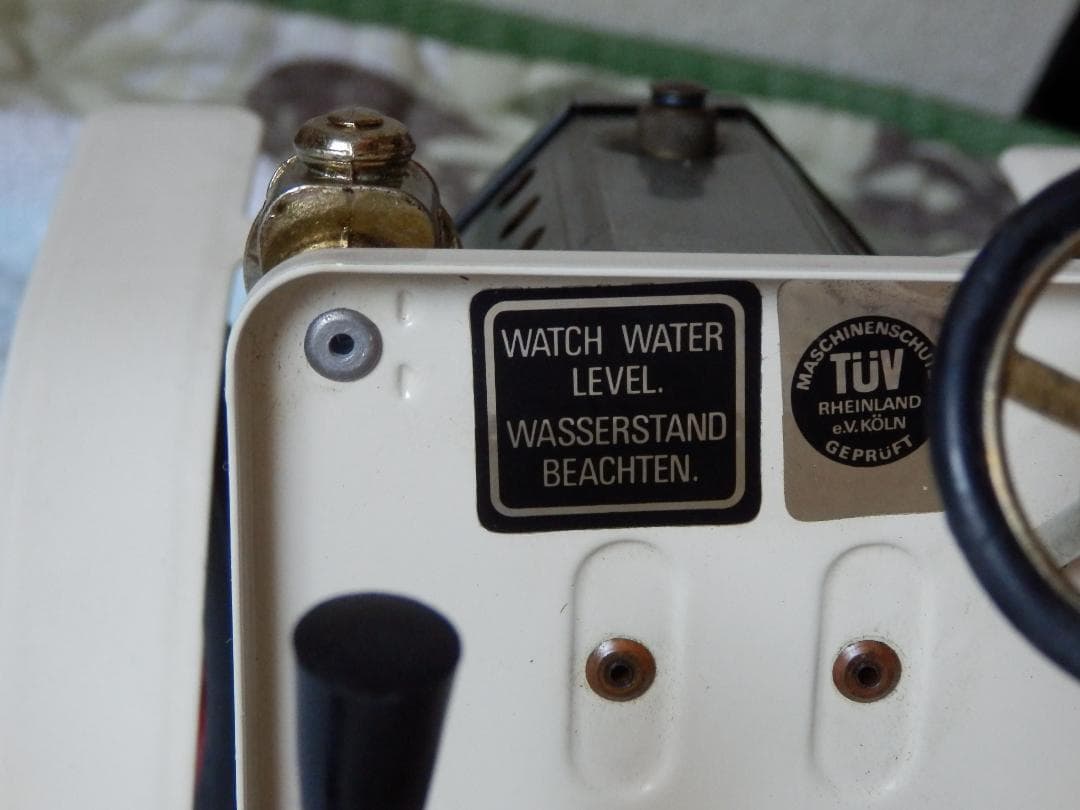 WATCH WATER
LEVEL.
WASSERSTAND
BEACHTEN.
TÜV
RHEINLAND
e.V. KÖLN
GEPRÜFT